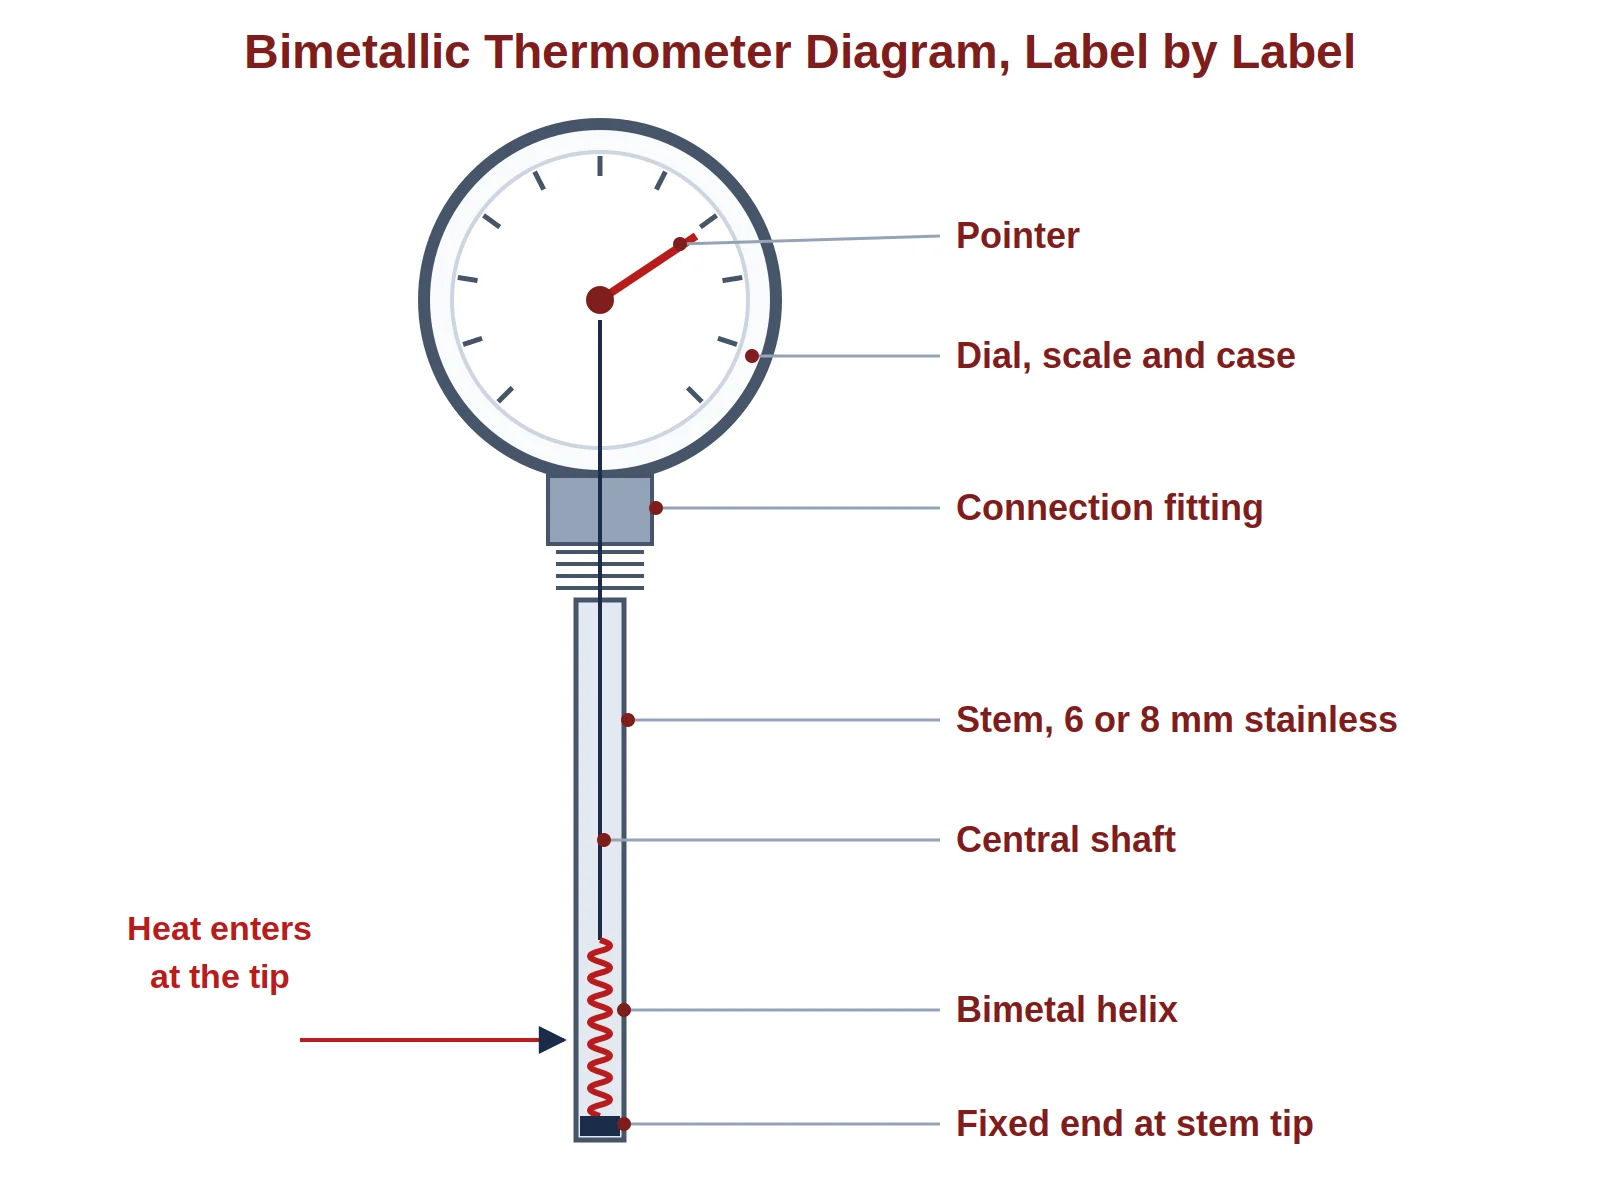 Bimetallic Thermometer Diagram, Label by Label
Pointer
Dial, scale and case
Connection fitting
Stem, 6 or 8 mm stainless
Central shaft
Heat enters
at the tip
Bimetal helix
Fixed end at stem tip